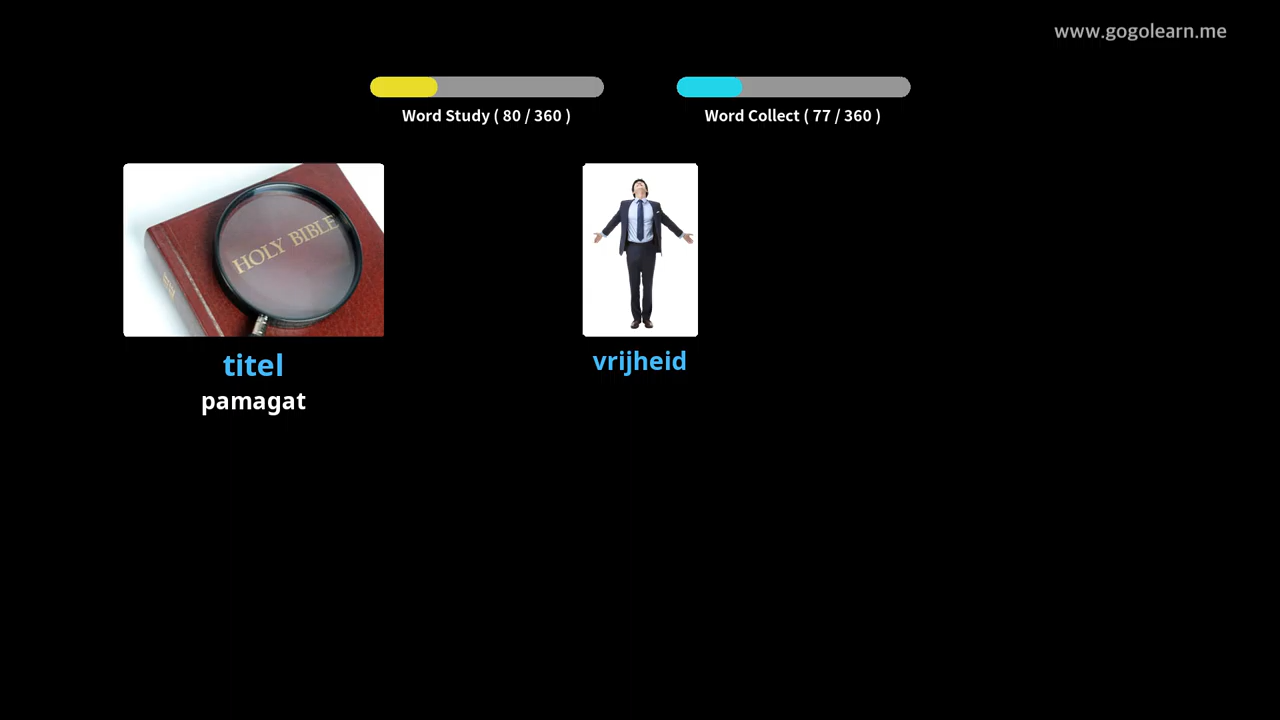 www.gogolearn.me
Word Study ( 80 / 360 )
Word Collect ( 77 / 360 )
HOLY BIBLE
titel
pamagat
vrijheid